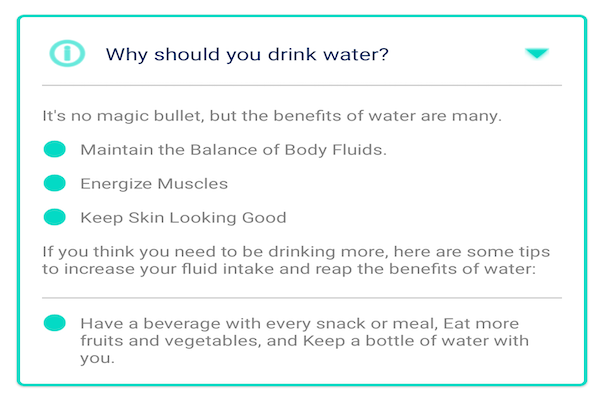 Why should you drink water?
It's no magic bullet, but the benefits of water are many.
Maintain the Balance of Body Fluids.
Energize Muscles
Keep Skin Looking Good
If you think you need to be drinking more, here are some tips
to increase your fluid intake and reap the benefits of water:
Have a beverage with every snack or meal, Eat more
fruits and vegetables, and Keep a bottle of water with
you.